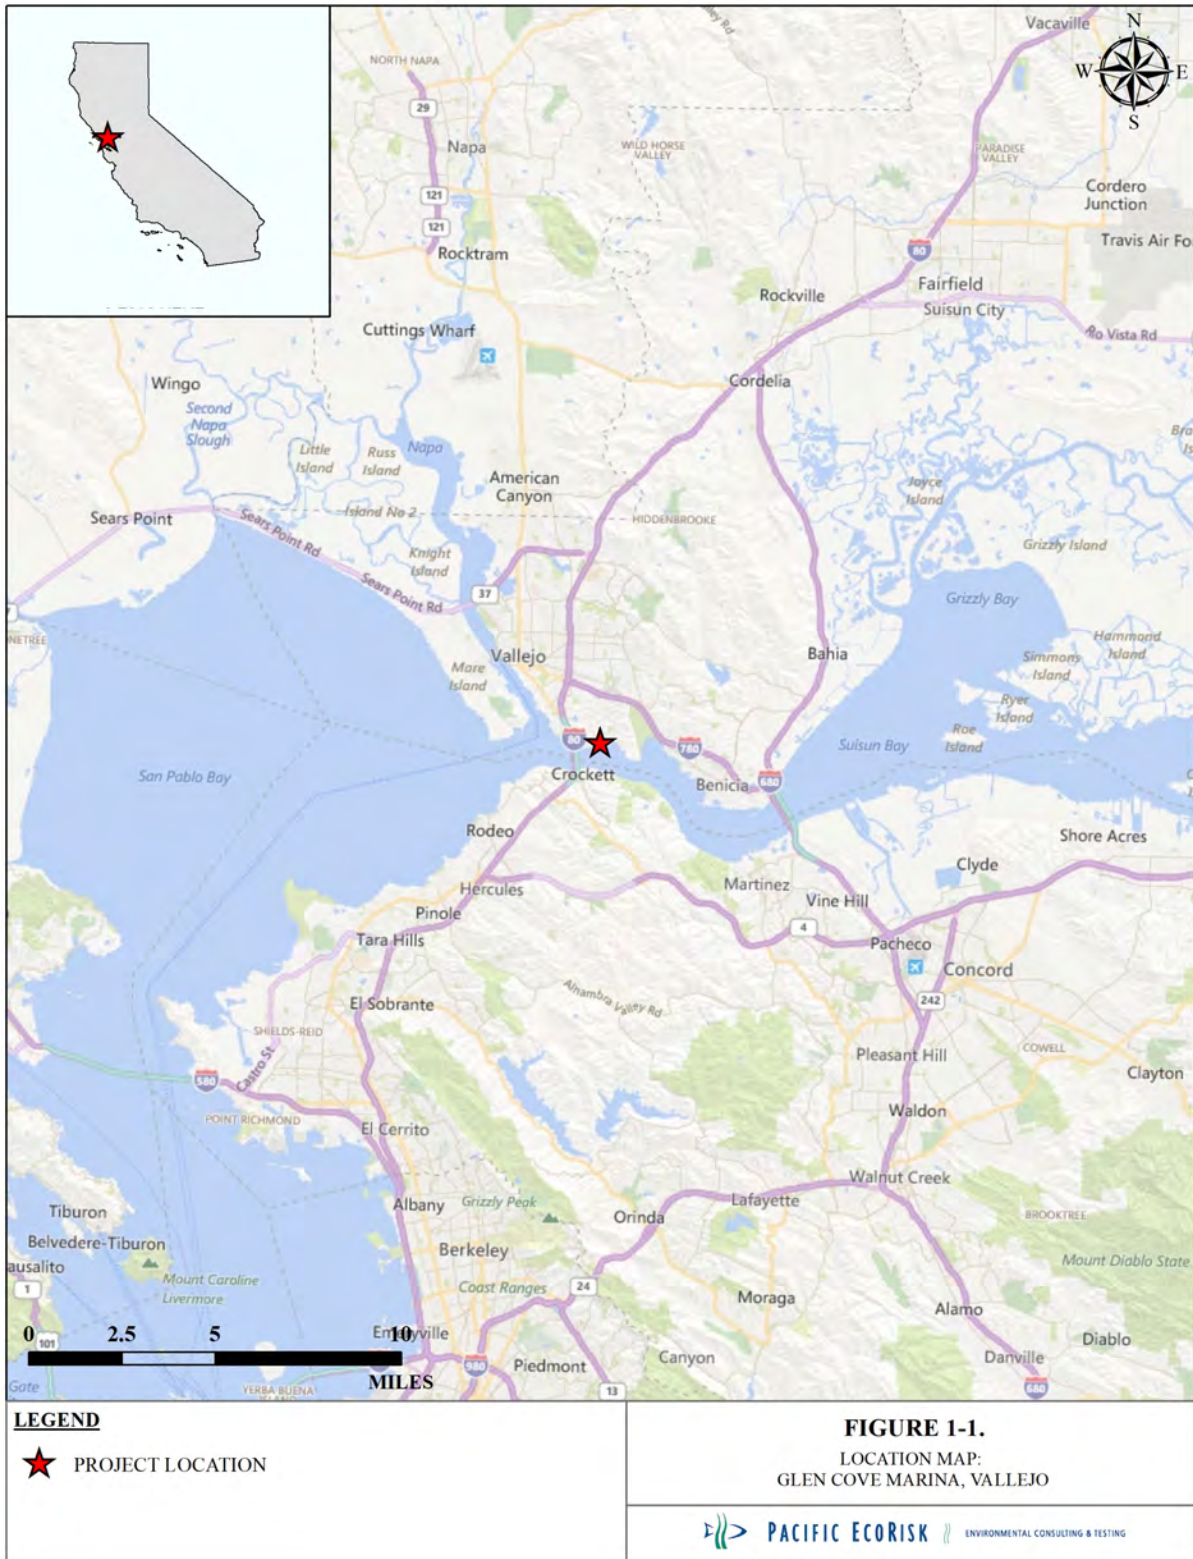 Vacaville
N
W
E
S
NORTH NAPA
29
Napa
WILD HORSE
VALLEY
PARADISE
VALLEY
Cordero
Junction
121
121
Travis Air Fo
Rocktram
80
Fairfield
Rockville
Suisun City
Cuttings Wharf
Rio Vista Rd
Wingo
Cordelia
Second
Napa
Slough
Little
Island
Russ
Island
Napa
American
Canyon
Joyce
Island
Island No 2
Sears Point
Sears Point Rd
HIDDENBROOKE
Grizzly Island
Knight
Island
Sears Point Rd
37
Grizzly Bay
Hammond
Island
Vallejo
Bahia
Simmons
Island
Mare
Island
Ryer
Island
Roe
Island
80
780
Suisun Bay
San Pablo Bay
Crockett
Benicia
680
Rodeo
Shore Acres
Clyde
Hercules
Martinez
Vine Hill
Pinole
4
Tara Hills
Pacheco
Concord
El Sobrante
Alhambra Valley Rd
242
SHIELDS-REID
COWELL
Castro St
Pleasant Hill
Clayton
580
POINT RICHMOND
Waldon
El Cerrito
Walnut Creek
Albany
Grizzly Peak
Lafayette
Tiburon
Orinda
BROOKTREE
Belvedere-Tiburon
Berkeley
Mount Diablo State
ausalito
Mount Caroline
Livermore
Coast Ranges
24
1
Moraga
Alamo
0 2.5 5 10
101
Emeryville
Diablo
MILES
980
Piedmont
Canyon
Danville
Gate
YERBA BUENA
13
680
LEGEND
PROJECT LOCATION
FIGURE 1-1.
LOCATION MAP:
GLEN COVE MARINA, VALLEJO
PACIFIC ECORISK
ENVIRONMENTAL CONSULTING & TESTING